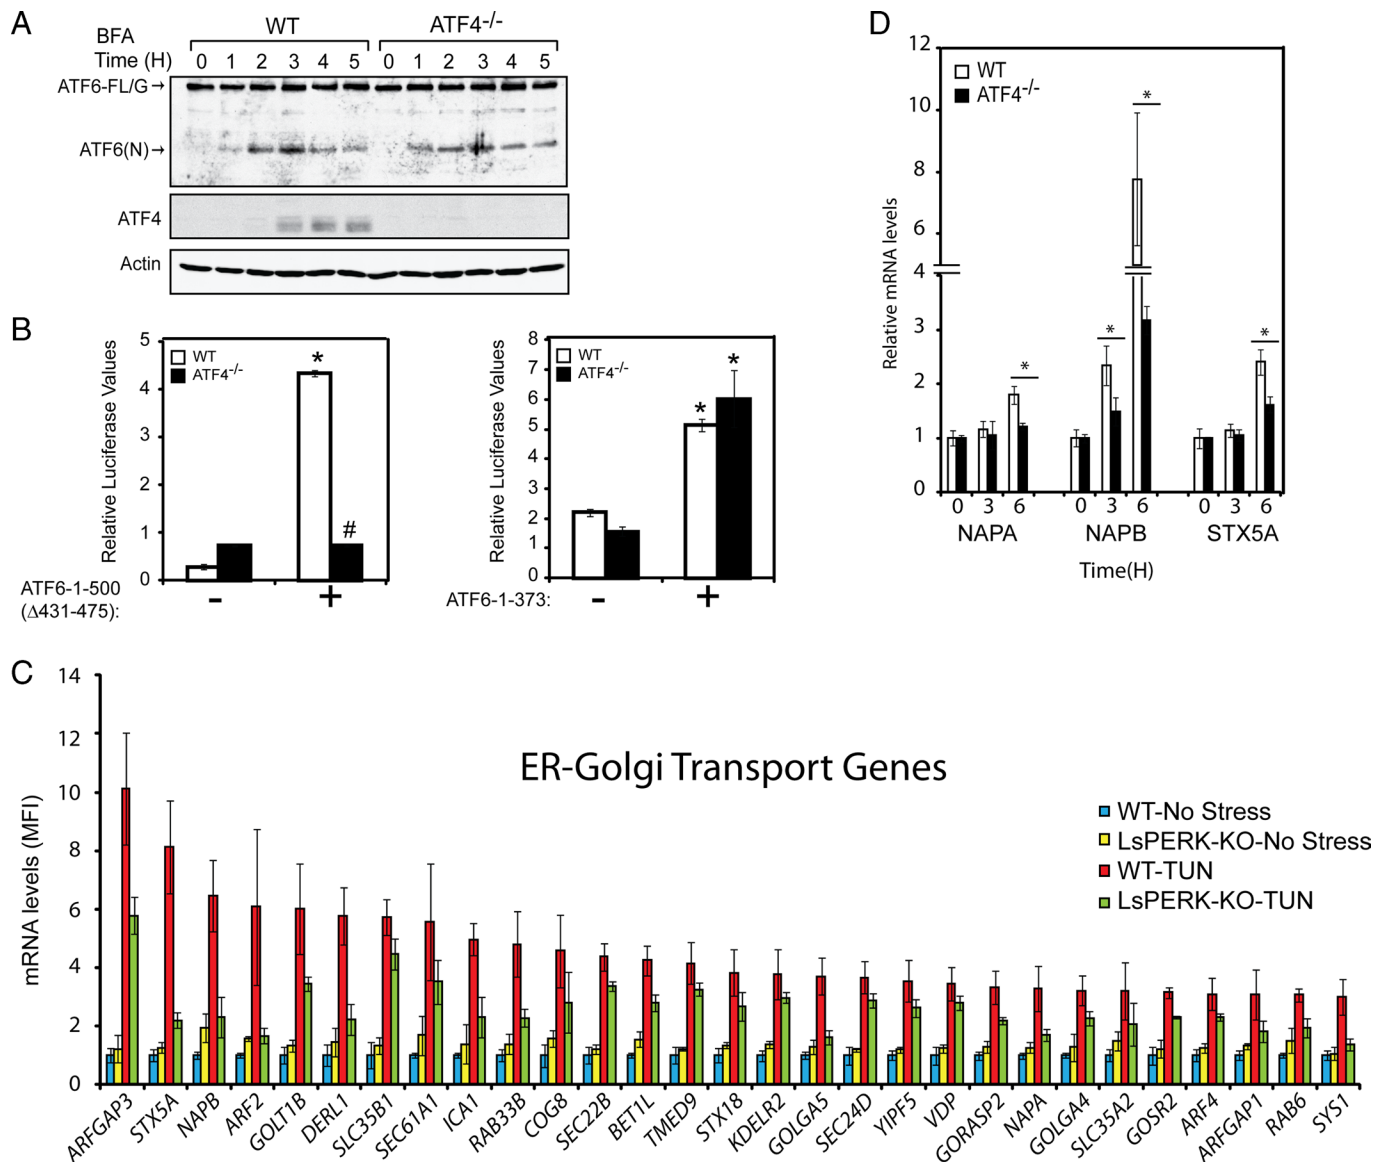 A
WT
ATF4-/-
BFA
Time (H)
0 1 2 3 4 5 0 1 2 3 4 5
ATF6-FL/G→
ATF6(N)→
ATF4
Actin
B
Relative Luciferase Values
5
4
3
2
1
0
WT
ATF4-/-
*
#
ATF6-1-500
(Δ431-475):
- +
Relative Luciferase Values
8
7
6
5
4
3
2
1
0
WT
ATF4-/-
*
*
ATF6-1-373:
- +
D
Relative mRNA levels
12
10
8
6
4
3
2
1
0
WT
ATF4-/-
*
*
*
*
0 3 6 0 3 6 0 3 6
NAPA NAPB STX5A
Time(H)
C
mRNA levels (MFI)
14
12
10
8
6
4
2
0
ER-Golgi Transport Genes
WT-No Stress
LsPERK-KO-No Stress
WT-TUN
LsPERK-KO-TUN
ARFGAP3
STX5A
NAPB
ARF2
GOLT1B
DERL1
SLC35B1
SEC61A1
ICA1
RAB33B
COG8
SEC22B
BET1L
TMED9
STX18
KDELR2
GOLGA5
SEC24D
YIPF5
VDP
GORASP2
NAPA
GOLGA4
SLC35A2
GOSR2
ARF4
ARFGAP1
RAB6
SYS1